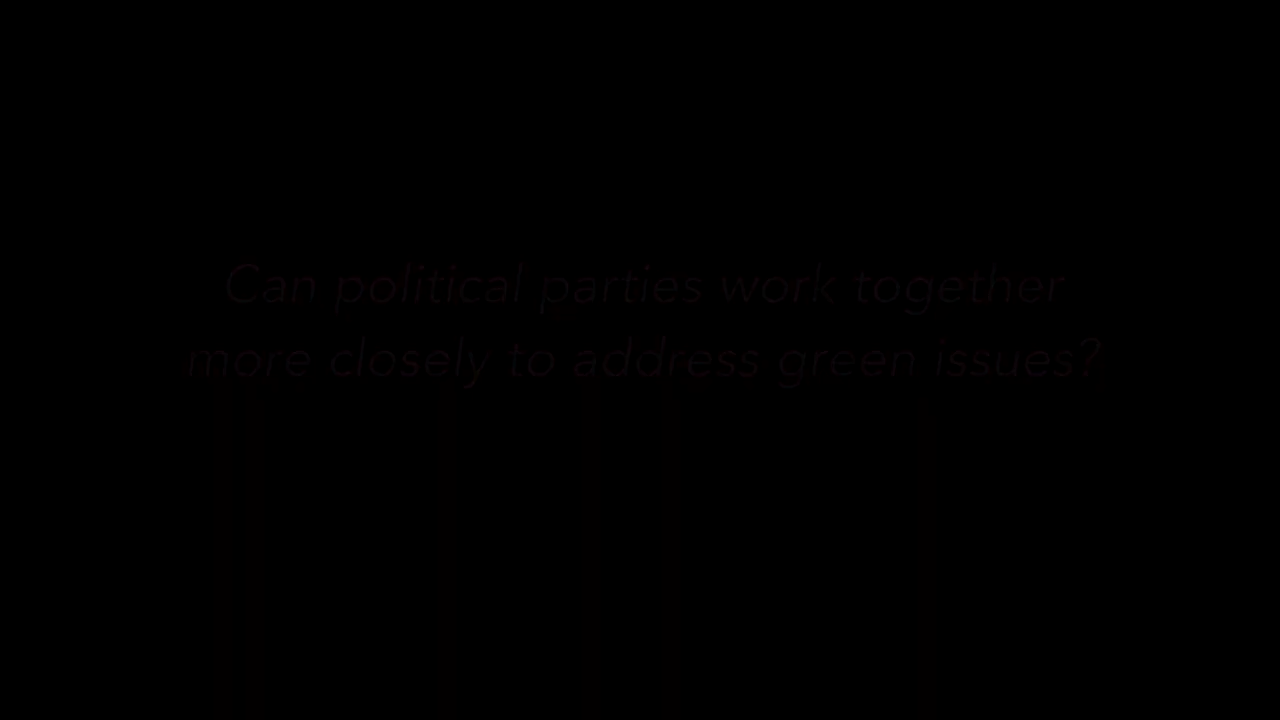 Can political parties work together
more closely to address green issues?